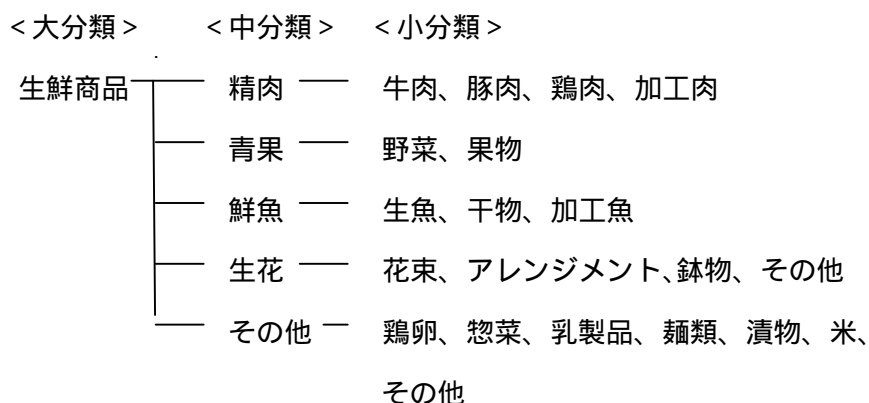 <大分類> <中分類> <小分類>
生鮮商品 精肉 牛肉、豚肉、鶏肉、加工肉
青果 野菜、果物
鮮魚 生魚、干物、加工魚
生花 花束、アレンジメント、鉢物、その他
その他 鶏卵、惣菜、乳製品、麺類、漬物、米、
その他